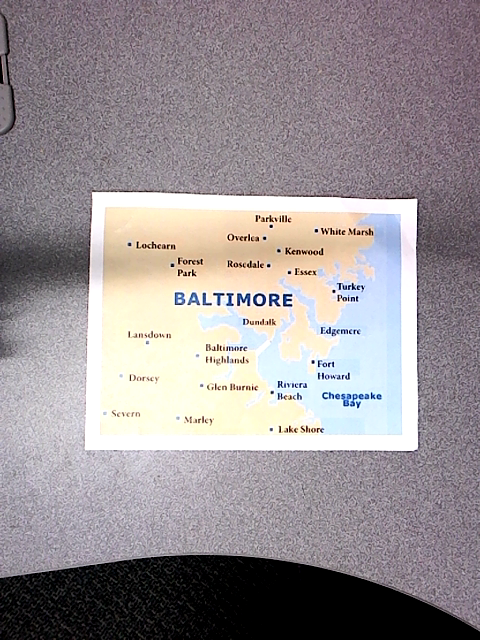 Parkville
White Marsh
Overlea
Lochearn
Kenwood
Forest
Park
Rosedale
Essex
Turkey
Point
BALTIMORE
Dundalk
Edgemere
Lansdown
Baltimore
Highlands
Fort
Howard
Dorsey
Glen Burnie
Riviera
Beach
Chesapeake
Bay
Severn
Marley
Lake Shore